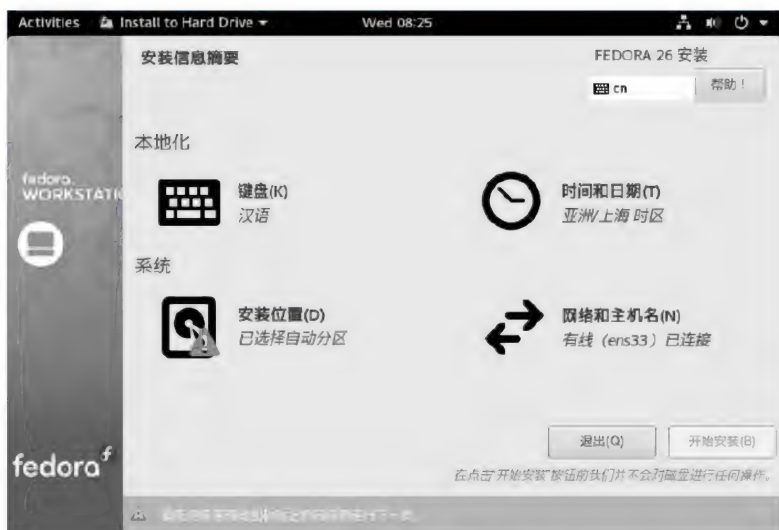 Activities Install to Hard Drive Wed 08:25
安装信息摘要
FEDORA 26 安装
cn
帮助！
本地化
fedora.
WORKSTATIO
键盘(K)
汉语
时间和日期(T)
亚洲/上海 时区
系统
安装位置(D)
已选择自动分区
网络和主机名(N)
有线（ens33）已连接
退出(Q)
开始安装(B)
在点击“开始安装”按钮前我们并不会对磁盘进行任何操作。
fedora